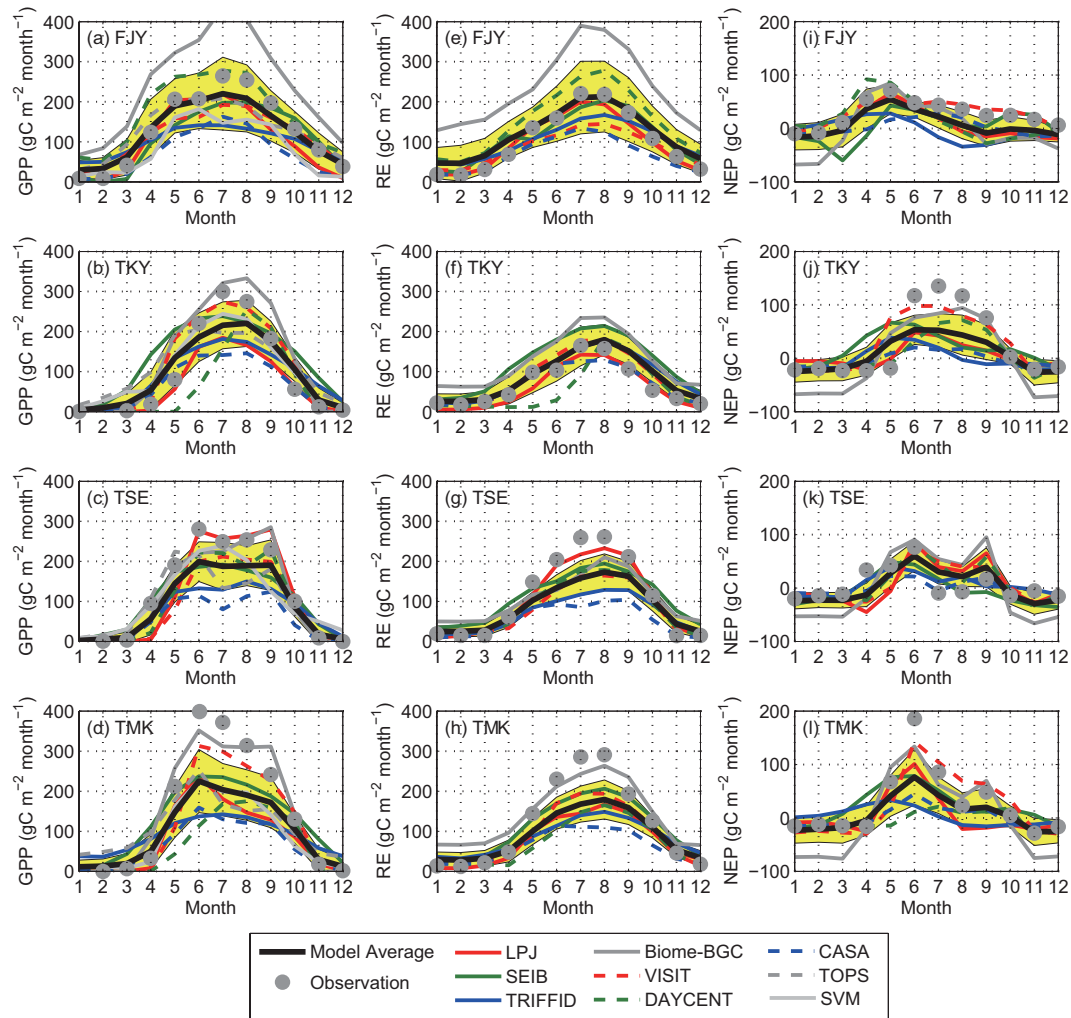 (a) FJY
GPP (gC m⁻² month⁻¹)
400
300
200
100
0
1 2 3 4 5 6 7 8 9 10 11 12
Month
(e) FJY
RE (gC m⁻² month⁻¹)
400
300
200
100
0
1 2 3 4 5 6 7 8 9 10 11 12
Month
(i) FJY
NEP (gC m⁻² month⁻¹)
200
100
0
−100
1 2 3 4 5 6 7 8 9 10 11 12
Month
(b) TKY
GPP (gC m⁻² month⁻¹)
400
300
200
100
0
1 2 3 4 5 6 7 8 9 10 11 12
(f) TKY
RE (gC m⁻² month⁻¹)
400
300
200
100
0
1 2 3 4 5 6 7 8 9 10 11 12
(j) TKY
NEP (gC m⁻² month⁻¹)
200
100
0
−100
1 2 3 4 5 6 7 8 9 10 11 12
(c) TSE
GPP (gC m⁻² month⁻¹)
400
300
200
100
0
1 2 3 4 5 6 7 8 9 10 11 12
(g) TSE
RE (gC m⁻² month⁻¹)
400
300
200
100
0
1 2 3 4 5 6 7 8 9 10 11 12
(k) TSE
NEP (gC m⁻² month⁻¹)
200
100
0
−100
1 2 3 4 5 6 7 8 9 10 11 12
(d) TMK
GPP (gC m⁻² month⁻¹)
400
300
200
100
0
1 2 3 4 5 6 7 8 9 10 11 12
Month
(h) TMK
RE (gC m⁻² month⁻¹)
400
300
200
100
0
1 2 3 4 5 6 7 8 9 10 11 12
Month
(l) TMK
NEP (gC m⁻² month⁻¹)
200
100
0
−100
1 2 3 4 5 6 7 8 9 10 11 12
Month
Model Average
Observation
LPJ
SEIB
TRIFFID
Biome-BGC
VISIT
DAYCENT
CASA
TOPS
SVM